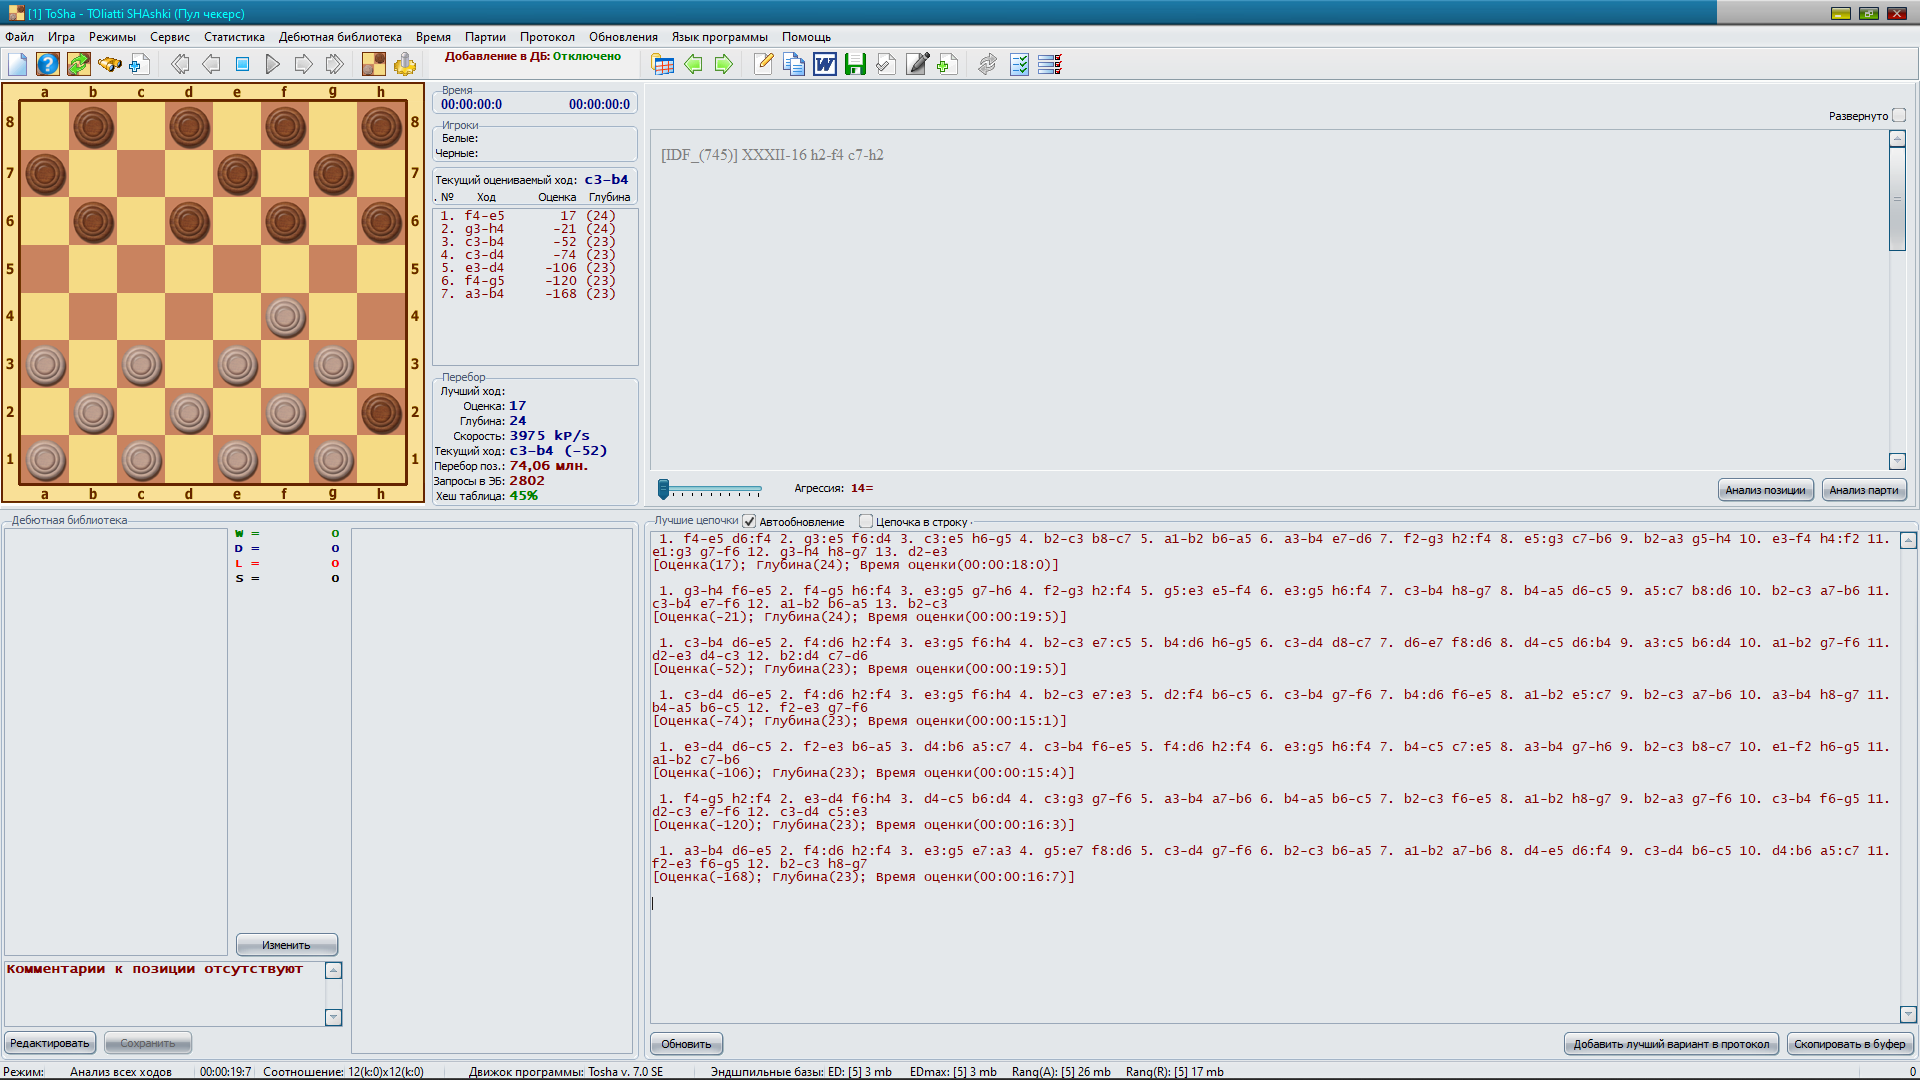 [1] ToSha - TOliatti SHAshki (Пул чекерс)
Файл Игра Режимы Сервис Статистика Дебютная библиотека Время Партии Протокол Обновления Язык программы Помощь
Добавление в ДБ: Отключено
a b c d e f g h
8 8
7 7
6 6
5 5
4 4
3 3
2 2
1 1
a b c d e f g h
Время
00:00:00:0 00:00:00:0
Игроки
Белые:
Черные:
Текущий оцениваемый ход: c3-b4
. № Ход Оценка Глубина
1. f4-e5 17 (24)
2. g3-h4 -21 (24)
3. c3-b4 -52 (23)
4. c3-d4 -74 (23)
5. e3-d4 -106 (23)
6. f4-g5 -120 (23)
7. a3-b4 -168 (23)
Перебор
Лучший ход:
Оценка: 17
Глубина: 24
Скорость: 3975 kP/s
Текущий ход: c3-b4 (-52)
Перебор поз.: 74,06 млн.
Запросы в ЭБ: 2802
Хеш таблица: 45%
Развернуто
[IDF_(745)] XXXII-16 h2-f4 c7-h2
Агрессия: 14=
Анализ позиции Анализ парти
Дебютная библиотека
W = 0
D = 0
L = 0
S = 0
Изменить
Комментарии к позиции отсутствуют
Редактировать Сохранить
Лучшие цепочки Автообновление Цепочка в строку
1. f4-e5 d6:f4 2. g3:e5 f6:d4 3. c3:e5 h6-g5 4. b2-c3 b8-c7 5. a1-b2 b6-a5 6. a3-b4 e7-d6 7. f2-g3 h2:f4 8. e5:g3 c7-b6 9. b2-a3 g5-h4 10. e3-f4 h4:f2 11.
e1:g3 g7-f6 12. g3-h4 h8-g7 13. d2-e3
[Оценка(17); Глубина(24); Время оценки(00:00:18:0)]
1. g3-h4 f6-e5 2. f4-g5 h6:f4 3. e3:g5 g7-h6 4. f2-g3 h2:f4 5. g5:e3 e5-f4 6. e3:g5 h6:f4 7. c3-b4 h8-g7 8. b4-a5 d6-c5 9. a5:c7 b8:d6 10. b2-c3 a7-b6 11.
c3-b4 e7-f6 12. a1-b2 b6-a5 13. b2-c3
[Оценка(-21); Глубина(24); Время оценки(00:00:19:5)]
1. c3-b4 d6-e5 2. f4:d6 h2:f4 3. e3:g5 f6:h4 4. b2-c3 e7:c5 5. b4:d6 h6-g5 6. c3-d4 d8-c7 7. d6-e7 f8:d6 8. d4-c5 d6:b4 9. a3:c5 b6:d4 10. a1-b2 g7-f6 11.
d2-e3 d4-c3 12. b2:d4 c7-d6
[Оценка(-52); Глубина(23); Время оценки(00:00:19:5)]
1. c3-d4 d6-e5 2. f4:d6 h2:f4 3. e3:g5 f6:h4 4. b2-c3 e7:e3 5. d2:f4 b6-c5 6. c3-b4 g7-f6 7. b4:d6 f6-e5 8. a1-b2 e5:c7 9. b2-c3 a7-b6 10. a3-b4 h8-g7 11.
b4-a5 b6-c5 12. f2-e3 g7-f6
[Оценка(-74); Глубина(23); Время оценки(00:00:15:1)]
1. e3-d4 d6-c5 2. f2-e3 b6-a5 3. d4:b6 a5:c7 4. c3-b4 f6-e5 5. f4:d6 h2:f4 6. e3:g5 h6:f4 7. b4-c5 c7:e5 8. a3-b4 g7-h6 9. b2-c3 b8-c7 10. e1-f2 h6-g5 11.
a1-b2 c7-b6
[Оценка(-106); Глубина(23); Время оценки(00:00:15:4)]
1. f4-g5 h2:f4 2. e3-d4 f6:h4 3. d4-c5 b6:d4 4. c3:g3 g7-f6 5. a3-b4 a7-b6 6. b4-a5 b6-c5 7. b2-c3 f6-e5 8. a1-b2 h8-g7 9. b2-a3 g7-f6 10. c3-b4 f6-g5 11.
d2-c3 e7-f6 12. c3-d4 c5:e3
[Оценка(-120); Глубина(23); Время оценки(00:00:16:3)]
1. a3-b4 d6-e5 2. f4:d6 h2:f4 3. e3:g5 e7:a3 4. g5:e7 f8:d6 5. c3-d4 g7-f6 6. b2-c3 b6-a5 7. a1-b2 a7-b6 8. d4-e5 d6:f4 9. c3-d4 b6-c5 10. d4:b6 a5:c7 11.
f2-e3 f6-g5 12. b2-c3 h8-g7
[Оценка(-168); Глубина(23); Время оценки(00:00:16:7)]
Обновить Добавить лучший вариант в протокол Скопировать в буфер
Режим: Анализ всех ходов 00:00:19:7 Соотношение: 12(k:0)x12(k:0) Движок программы: Tosha v. 7.0 SE Эндшпильные базы: ED: [5] 3 mb EDmax: [5] 3 mb Rang(A): [5] 26 mb Rang(R): [5] 17 mb 0